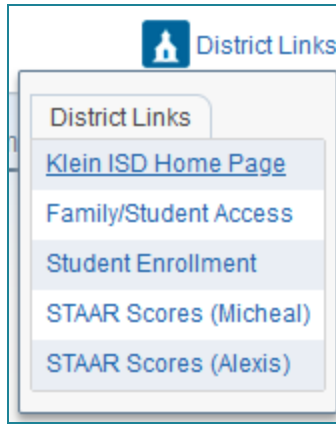 District Links
District Links
Klein ISD Home Page
Family/Student Access
Student Enrollment
STAAR Scores (Micheal)
STAAR Scores (Alexis)